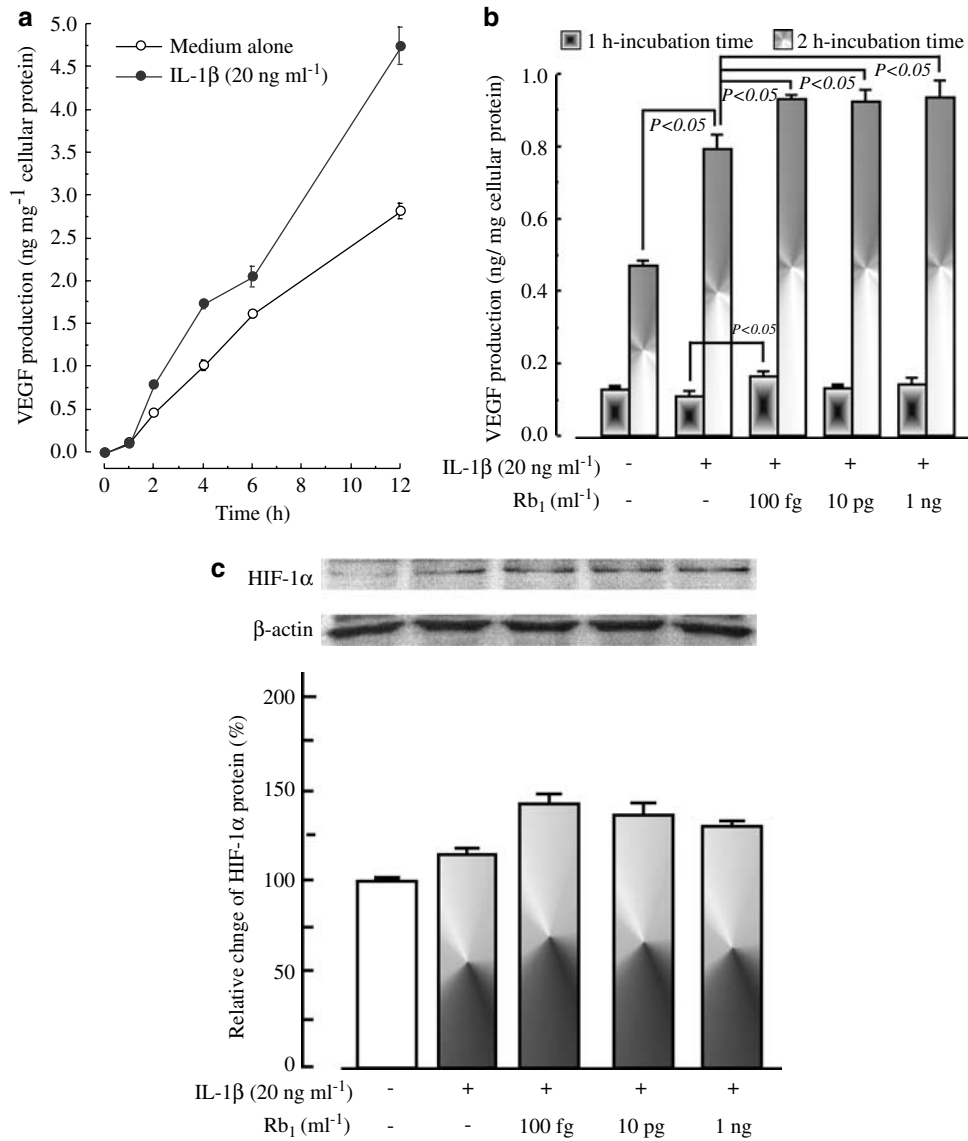 a
5.0
4.5
4.0
3.5
3.0
2.5
2.0
1.5
1.0
0.5
0.0
VEGF production (ng mg⁻¹ cellular protein)
Medium alone
IL-1β (20 ng ml⁻¹)
0 2 4 6 8 10 12
Time (h)
b
1 h-incubation time 2 h-incubation time
1.0
0.8
0.6
0.4
0.2
0.0
VEGF production (ng/ mg cellular protein)
P<0.05
P<0.05
P<0.05
P<0.05
P<0.05
IL-1β (20 ng ml⁻¹) - + + + +
Rb₁ (ml⁻¹) - - 100 fg 10 pg 1 ng
c
HIF-1α
β-actin
200
150
100
50
0
Relative chnge of HIF-1α protein (%)
IL-1β (20 ng ml⁻¹) - + + + +
Rb₁ (ml⁻¹) - - 100 fg 10 pg 1 ng